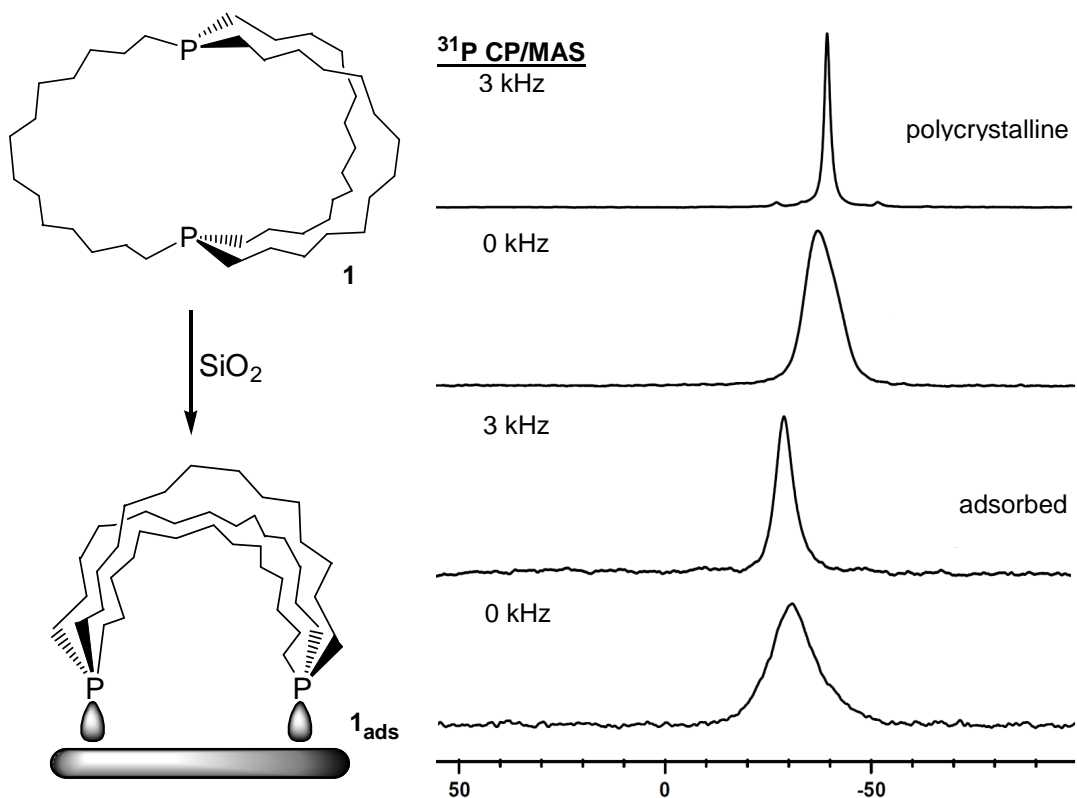 P
P
1
SiO2
P
P
1ads
31P CP/MAS
3 kHz
polycrystalline
0 kHz
3 kHz
adsorbed
0 kHz
50
0
-50